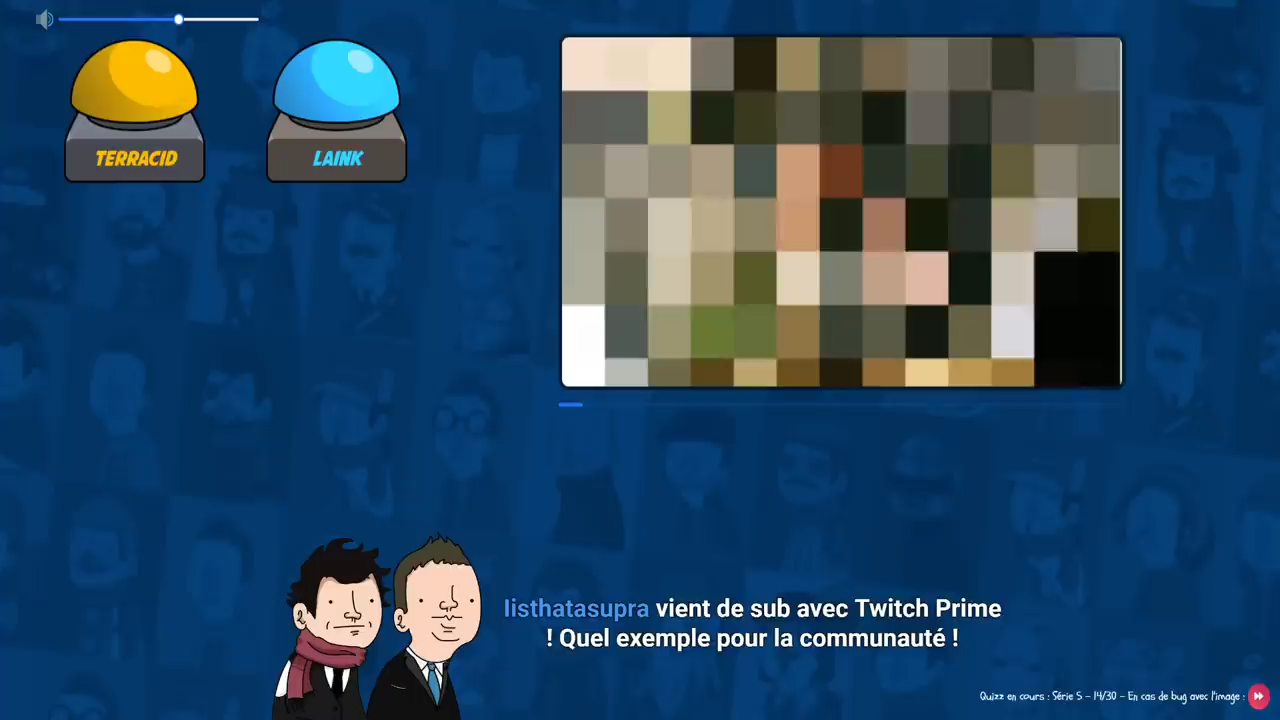 TERRACID
LAINK
listhatasupra vient de sub avec Twitch Prime
! Quel exemple pour la communauté !
Quizz en cours : Série S - 14/30 - En cas de bug avec l'image :